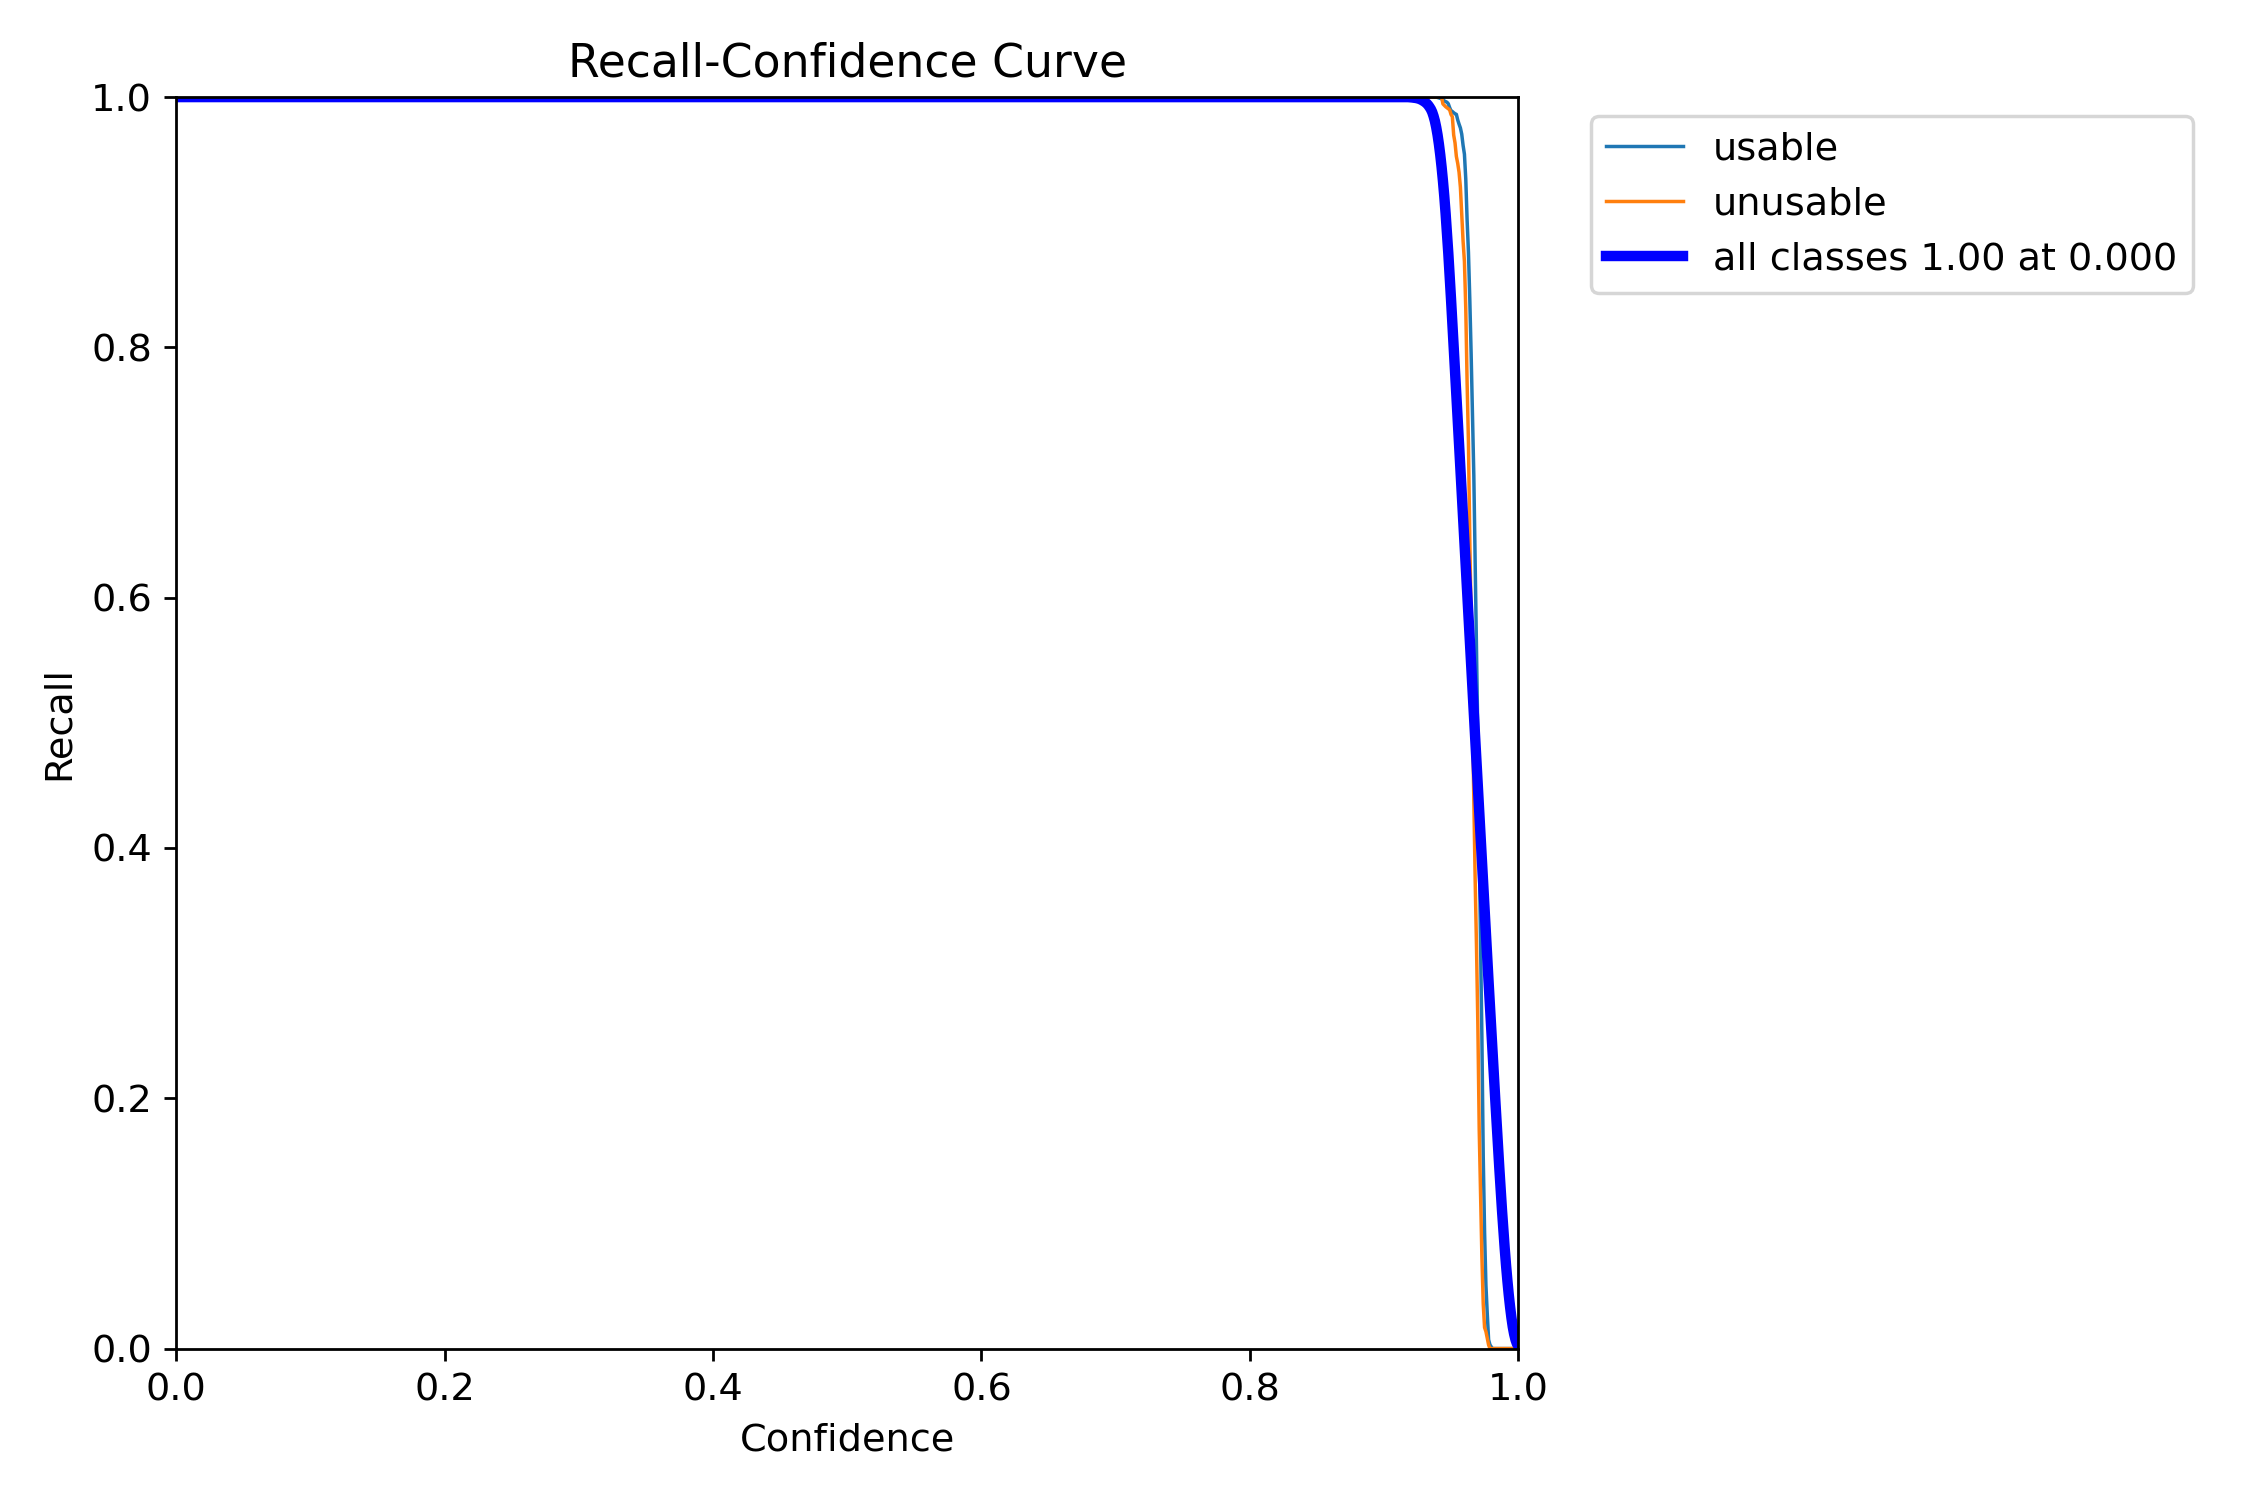 Recall-Confidence Curve
1.0
0.8
0.6
0.4
0.2
0.0
Recall
0.0 0.2 0.4 0.6 0.8 1.0
Confidence
usable
unusable
all classes 1.00 at 0.000